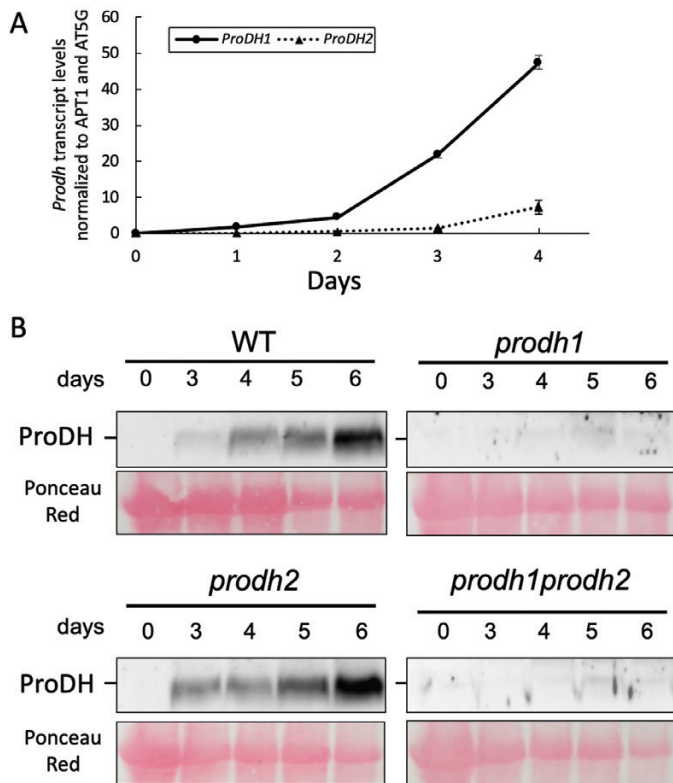 A
Prodh transcript levels
normalized to APT1 and AT5G
60
50
40
30
20
10
0
ProDH1 ProDH2
0 1 2 3 4
Days
B
WT prodh1
days 0 3 4 5 6 0 3 4 5 6
ProDH
Ponceau
Red
prodh2 prodh1prodh2
days 0 3 4 5 6 0 3 4 5 6
ProDH
Ponceau
Red